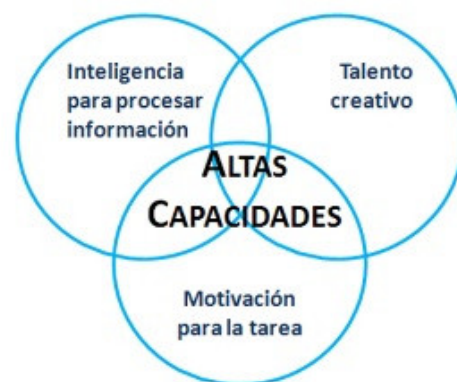 Inteligencia
para procesar
información
Talento
creativo
ALTAS
CAPACIDADES
Motivación
para la tarea